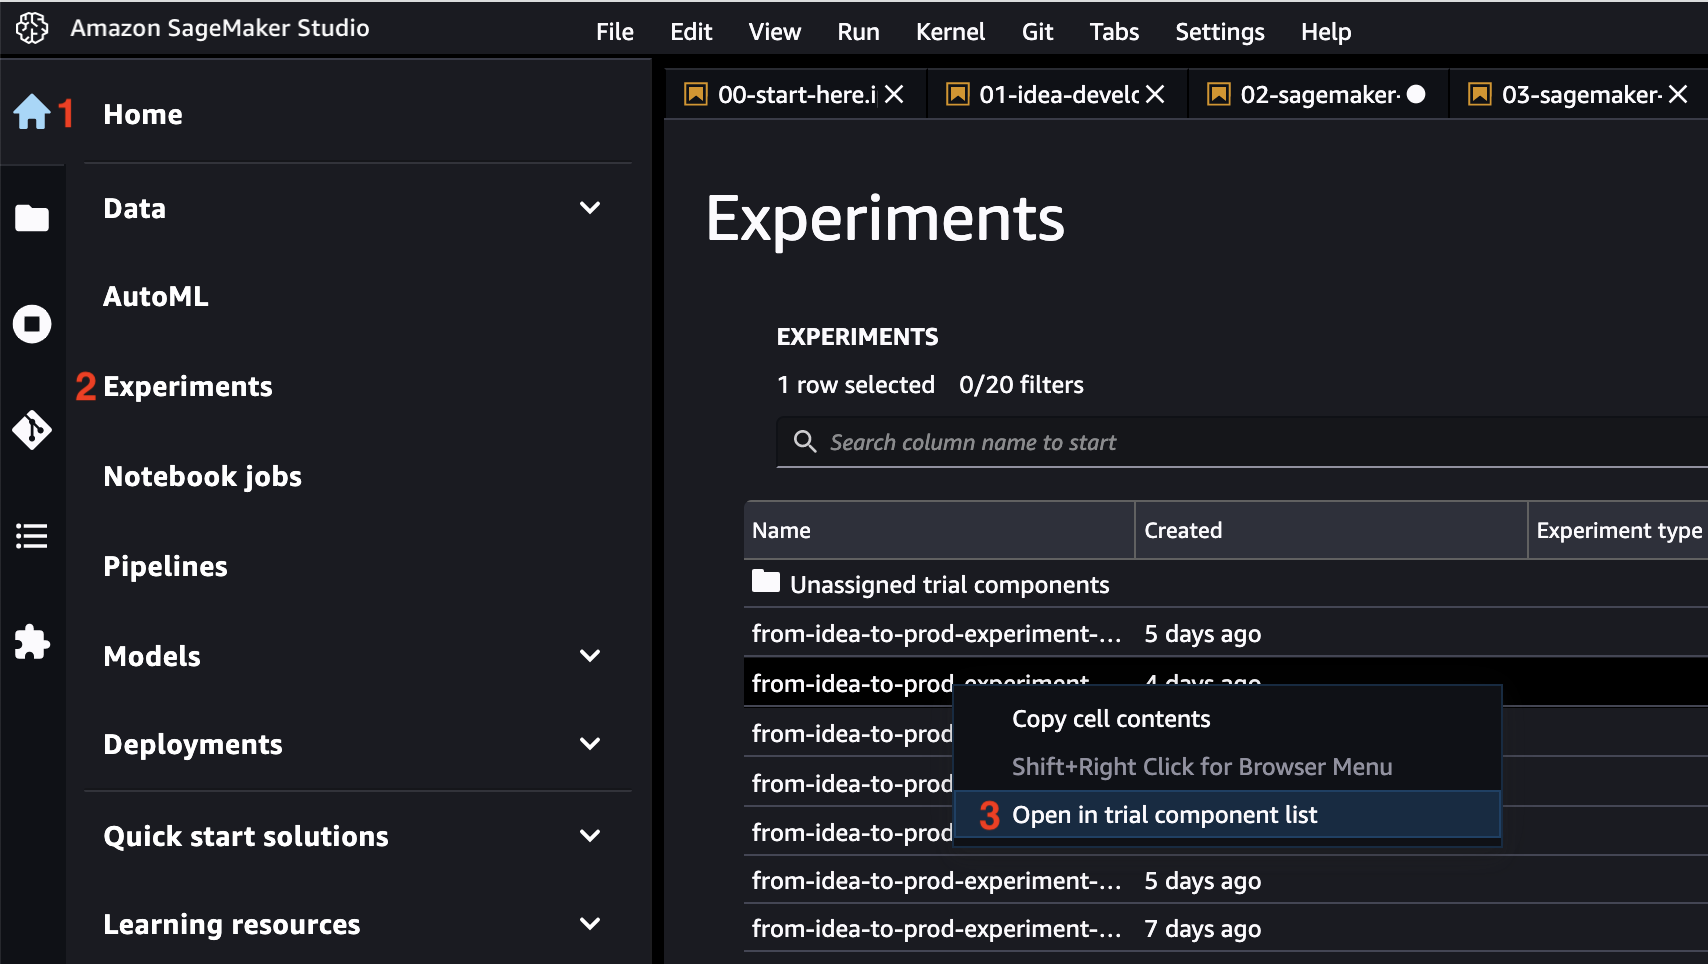 Amazon SageMaker Studio
File Edit View Run Kernel Git Tabs Settings Help
1 Home
Data
AutoML
2 Experiments
Notebook jobs
Pipelines
Models
Deployments
Quick start solutions
Learning resources
00-start-here.i 01-idea-develo 02-sagemaker- 03-sagemaker-
Experiments
EXPERIMENTS
1 row selected 0/20 filters
Search column name to start
Name Created Experiment type
Unassigned trial components
from-idea-to-prod-experiment-... 5 days ago
from-idea-to-prod-experiment 4 days ago
from-idea-to-prod
from-idea-to-prod
from-idea-to-prod
from-idea-to-prod-experiment-... 5 days ago
from-idea-to-prod-experiment-... 7 days ago
Copy cell contents
Shift+Right Click for Browser Menu
3 Open in trial component list